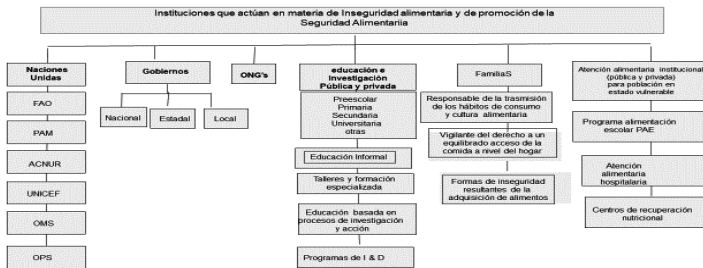 Instituciones que actúan en materia de Inseguridad alimentaria y de promoción de la
Seguridad Alimentariia
Naciones
Unidas
FAO
PAM
ACNUR
UNICEF
OMS
OPS
Gobiernos
Nacional
Estadal
Local
ONG's
educación e
Investigación
Pública y privada
Preescolar
Primaria
Secundaria
Universitaria
otras
Educación Informal
Talleres y formación
especializada
Educación basada en
procesos de investigación
y acción
Programas de I & D
FamiliaS
Responsable de la trasmisión
de los hábitos de consumo
y cultura alimentaria
Vigilante del derecho a un
equilibrado acceso de la
comida a nivel del hogar
Formas de inseguridad
resultantes de la
adquisición de alimentos
Atención alimentaria institucional
(pública y privada)
para población en
estado vulnerable
Programa alimentación
escolar PAE
Atención
alimentaria
hospitalaria
Centros de recuperación
nutricional